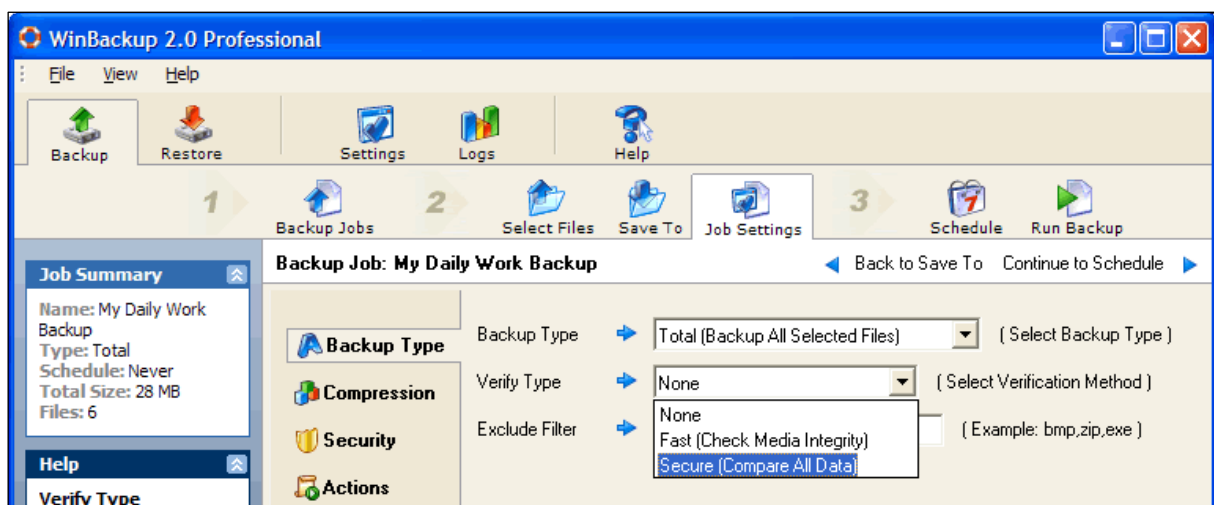 WinBackup 2.0 Professional
File View Help
Backup Restore Settings Logs Help
1 Backup Jobs 2 Select Files Save To Job Settings 3 Schedule Run Backup
Job Summary
Name: My Daily Work
Backup
Type: Total
Schedule: Never
Total Size: 28 MB
Files: 6
Help
Verify Type
Backup Job: My Daily Work Backup
Back to Save To Continue to Schedule
Backup Type
Compression
Security
Actions
Backup Type Total (Backup All Selected Files) ( Select Backup Type )
Verify Type None ( Select Verification Method )
None
Fast (Check Media Integrity)
Secure (Compare All Data)
Exclude Filter ( Example: bmp,zip,exe )